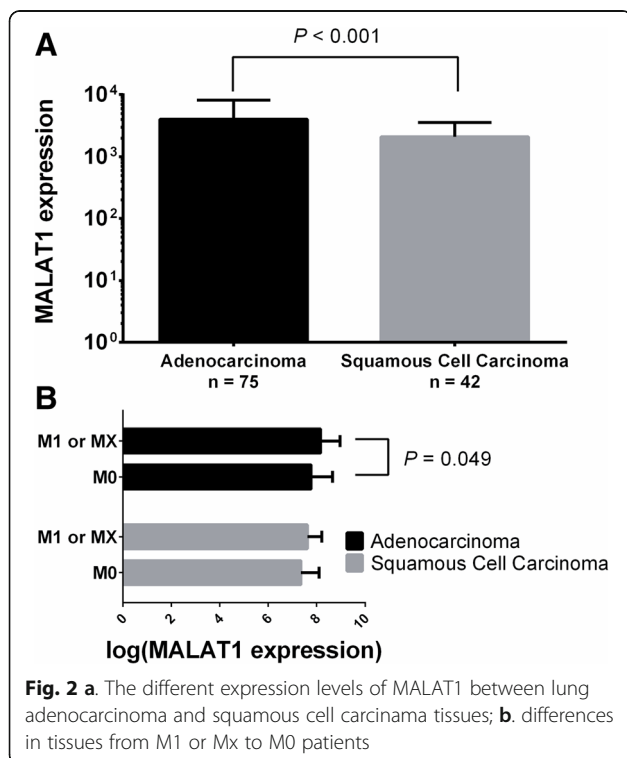 A
P < 0.001
MALAT1 expression
10⁴
10³
10²
10¹
10⁰
Adenocarcinoma
n = 75
Squamous Cell Carcinoma
n = 42
B
M1 or MX
M0
P = 0.049
M1 or MX
M0
Adenocarcinoma
Squamous Cell Carcinoma
0 2 4 6 8 10
log(MALAT1 expression)
Fig. 2 a. The different expression levels of MALAT1 between lung
adenocarcinoma and squamous cell carcinama tissues; b. differences
in tissues from M1 or Mx to M0 patients